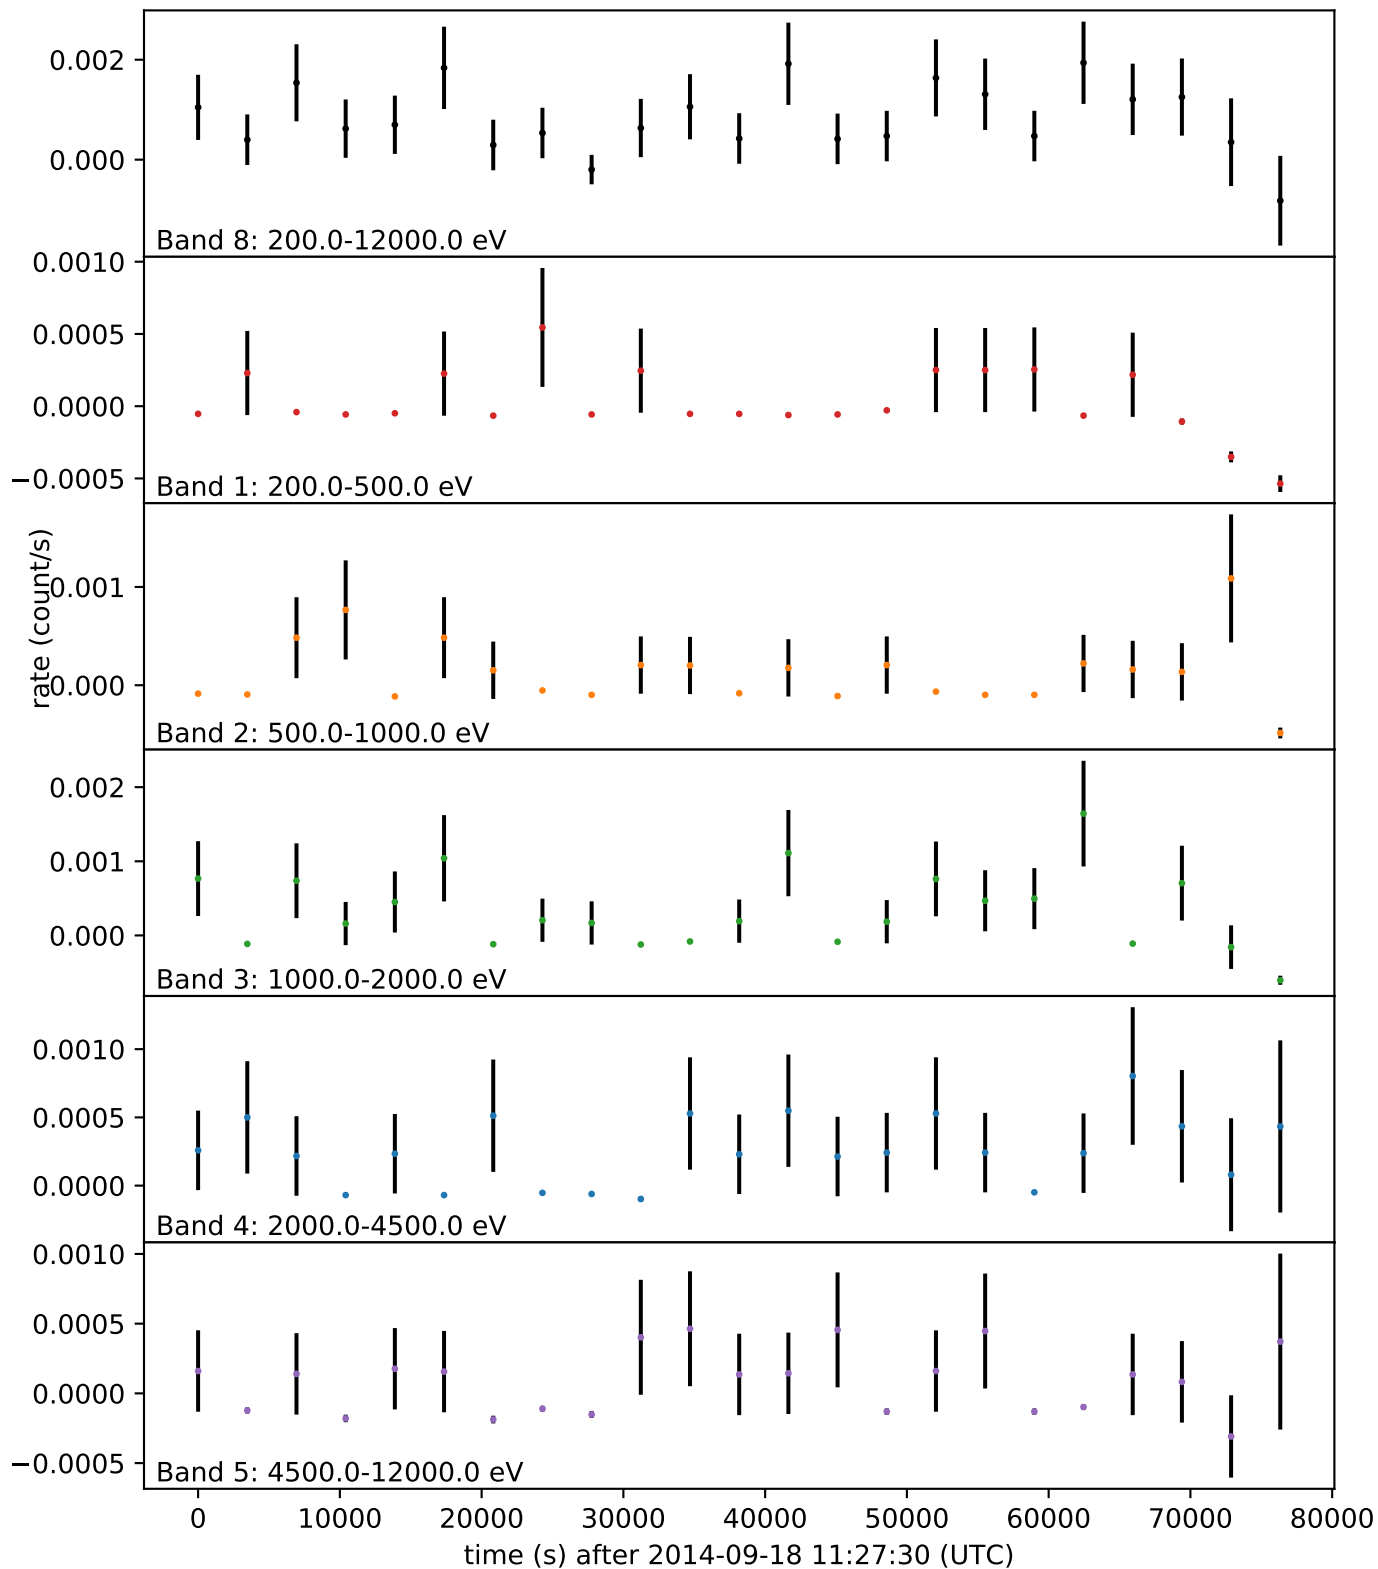 0.002
0.000
Band 8: 200.0-12000.0 eV
0.0010
0.0005
0.0000
−0.0005
Band 1: 200.0-500.0 eV
rate (count/s)
0.001
0.000
Band 2: 500.0-1000.0 eV
0.002
0.001
0.000
Band 3: 1000.0-2000.0 eV
0.0010
0.0005
0.0000
Band 4: 2000.0-4500.0 eV
0.0010
0.0005
0.0000
−0.0005
Band 5: 4500.0-12000.0 eV
0 10000 20000 30000 40000 50000 60000 70000 80000
time (s) after 2014-09-18 11:27:30 (UTC)